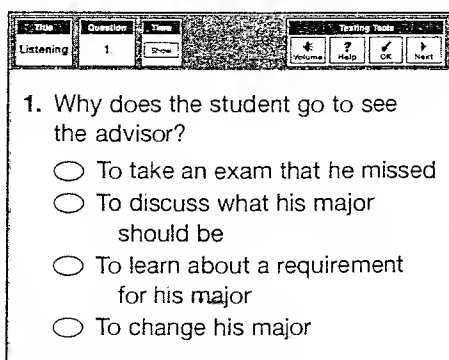 Title Question Time Testing Tools
Listening 1 Show Volume Help OK Next
1. Why does the student go to see
the advisor?
To take an exam that he missed
To discuss what his major
should be
To learn about a requirement
for his major
To change his major